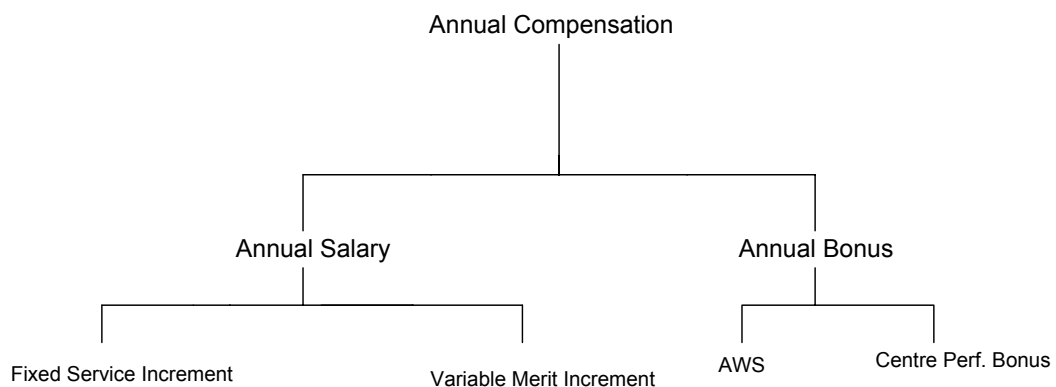 Annual Compensation
Annual Salary
Annual Bonus
Fixed Service Increment
Variable Merit Increment
AWS
Centre Perf. Bonus